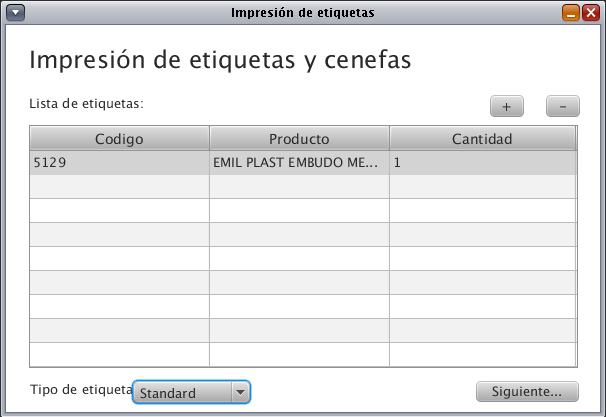 Impresión de etiquetas
Impresión de etiquetas y cenefas
Lista de etiquetas: + -
Codigo Producto Cantidad
5129 EMIL PLAST EMBUDO ME... 1
Tipo de etiqueta Standard Siguiente...